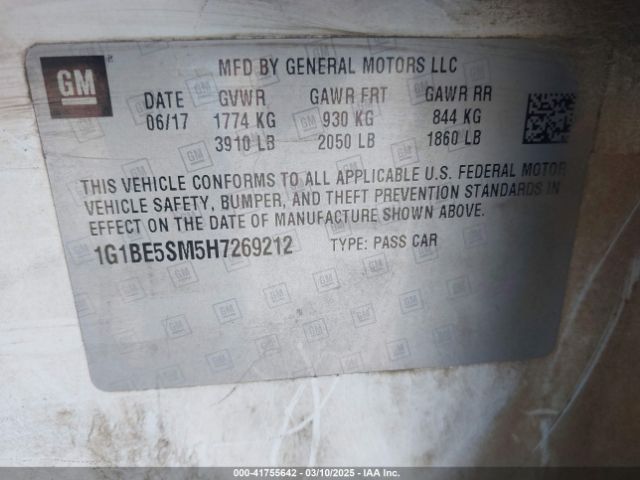 GM
MFD BY GENERAL MOTORS LLC
DATE GVWR GAWR FRT GAWR RR
06/17 1774 KG 930 KG 844 KG
3910 LB 2050 LB 1860 LB
THIS VEHICLE CONFORMS TO ALL APPLICABLE U.S. FEDERAL MOTOR
VEHICLE SAFETY, BUMPER, AND THEFT PREVENTION STANDARDS IN
EFFECT ON THE DATE OF MANUFACTURE SHOWN ABOVE.
1G1BE5SM5H7269212 TYPE: PASS CAR
000-41755642 / 03/10/2025 - IAA Inc.